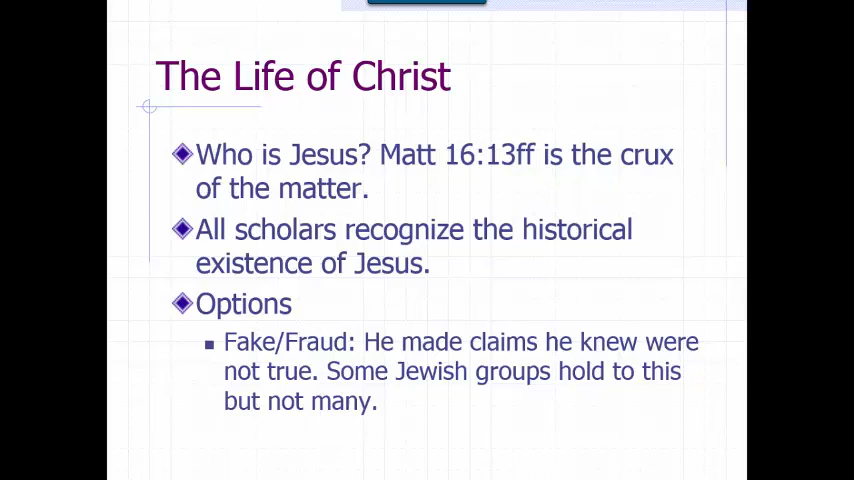 The Life of Christ
Who is Jesus? Matt 16:13ff is the crux
of the matter.
All scholars recognize the historical
existence of Jesus.
Options
Fake/Fraud: He made claims he knew were
not true. Some Jewish groups hold to this
but not many.